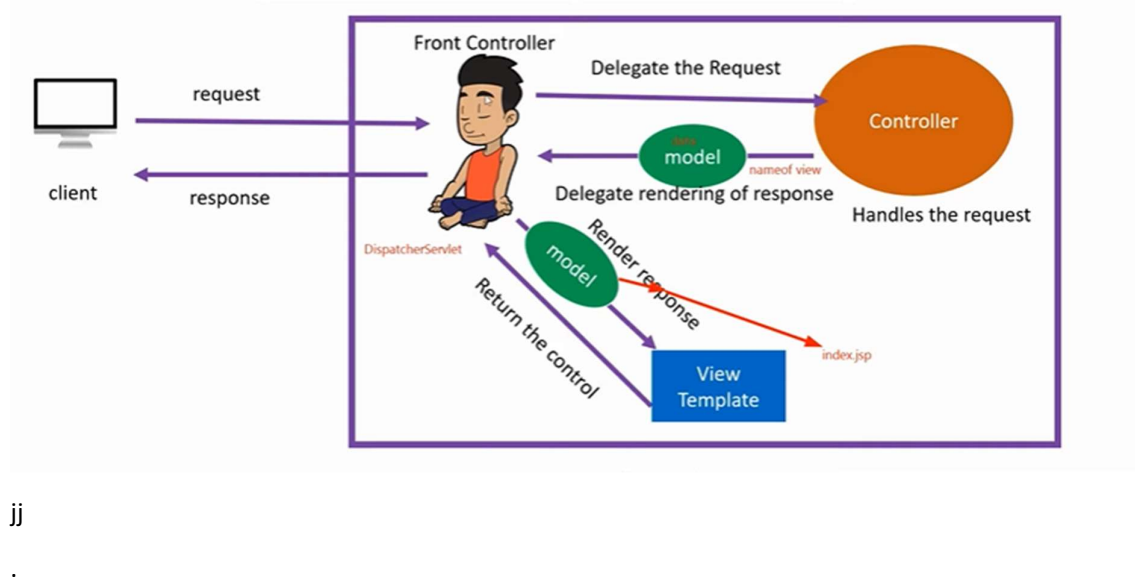 Front Controller
Delegate the Request
request
Controller
data
model
nameof view
client
response
Delegate rendering of response
Handles the request
DispatcherServlet
model
Render response
Return the control
index.jsp
View
Template
jj
.